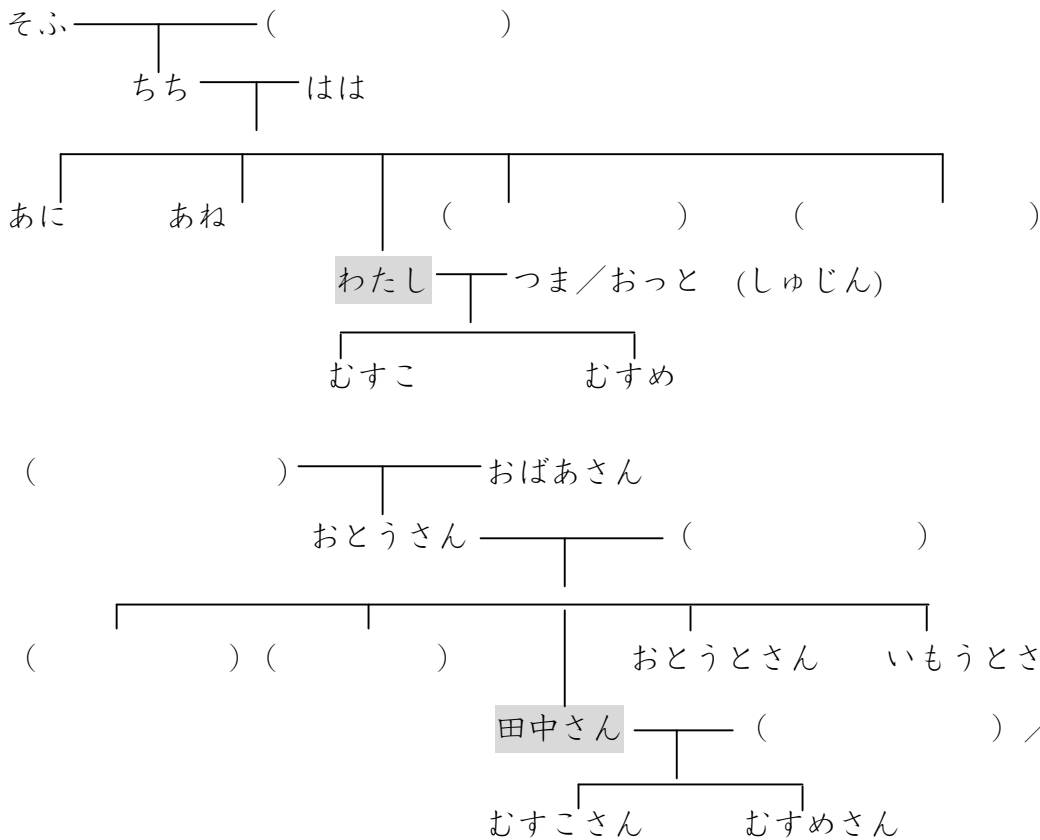 そふ (　　　　)
ちち はは
あに あね (　　　　) (　　　　)
わたし つま／おっと (しゅじん)
むすこ むすめ
(　　　　) おばあさん
おとうさん (　　　　)
(　　　　) (　　　　) おとうとさん いもうとさ
田中さん (　　　　) ／
むすこさん むすめさん